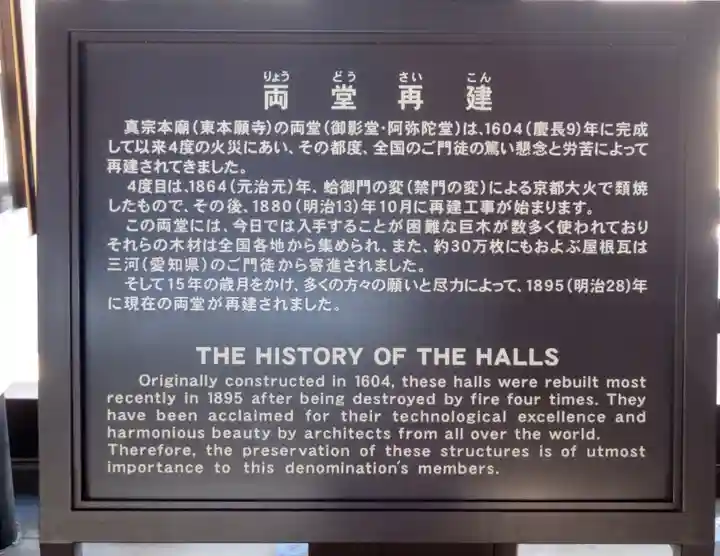 りょう どう さい こん
両堂再建
真宗本廟(東本願寺)の両堂(御影堂・阿弥陀堂)は、1604(慶長9)年に完成
して以来4度の火災にあい、その都度、全国のご門徒の篤い懇念と労苦によって
再建されてきました。
4度目は、1864(元治元)年、蛤御門の変(禁門の変)による京都大火で類焼
したもので、その後、1880(明治13)年10月に再建工事が始まります。
この両堂には、今日では入手することが困難な巨木が数多く使われており
それらの木材は全国各地から集められ、また、約30万枚にもおよぶ屋根瓦は
三河(愛知県)のご門徒から寄進されました。
そして15年の歳月をかけ、多くの方々の願いと尽力によって、1895(明治28)年
に現在の両堂が再建されました。
THE HISTORY OF THE HALLS
Originally constructed in 1604, these halls were rebuilt most
recently in 1895 after being destroyed by fire four times. They
have been acclaimed for their technological excellence and
harmonious beauty by architects from all over the world.
Therefore, the preservation of these structures is of utmost
importance to this denomination's members.